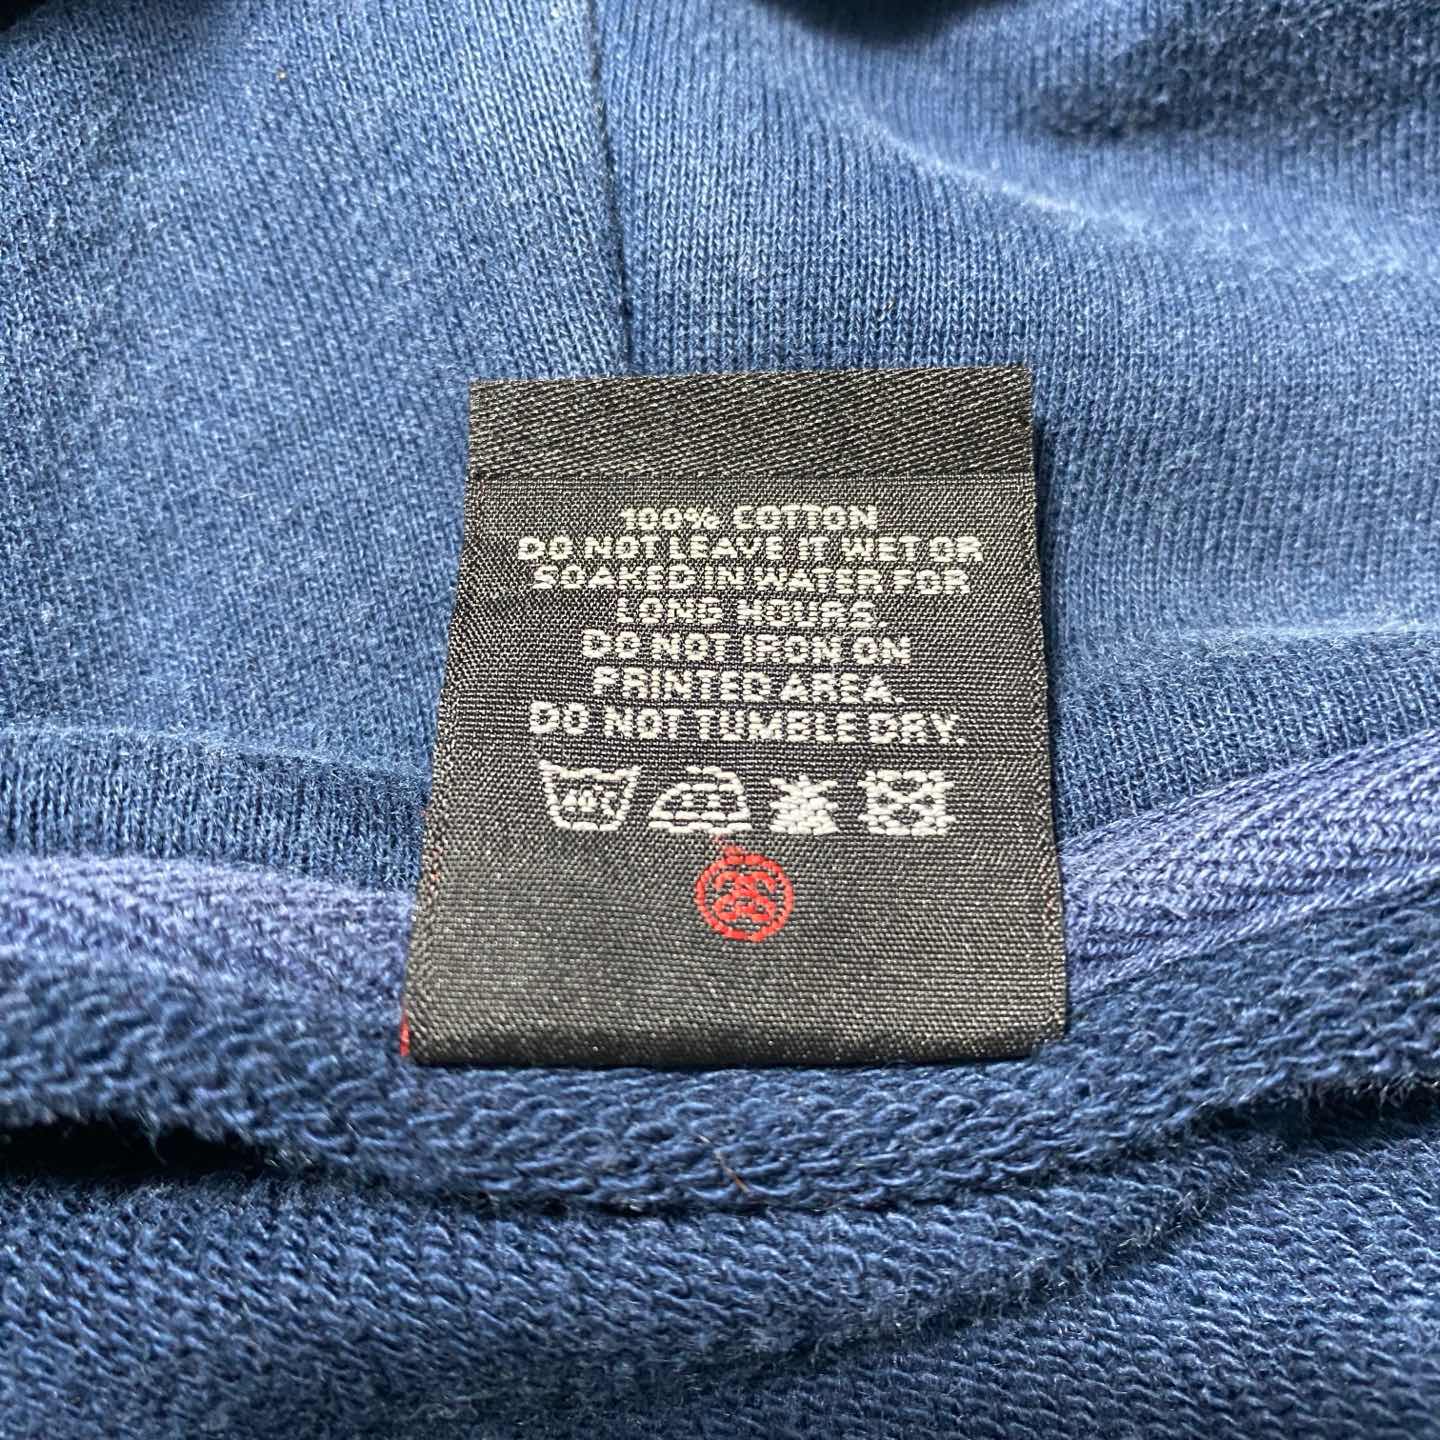 100% COTTON
DO NOT LEAVE IT WET OR
SOAKED IN WATER FOR
LONG HOURS.
DO NOT IRON ON
PRINTED AREA.
DO NOT TUMBLE DRY.
40